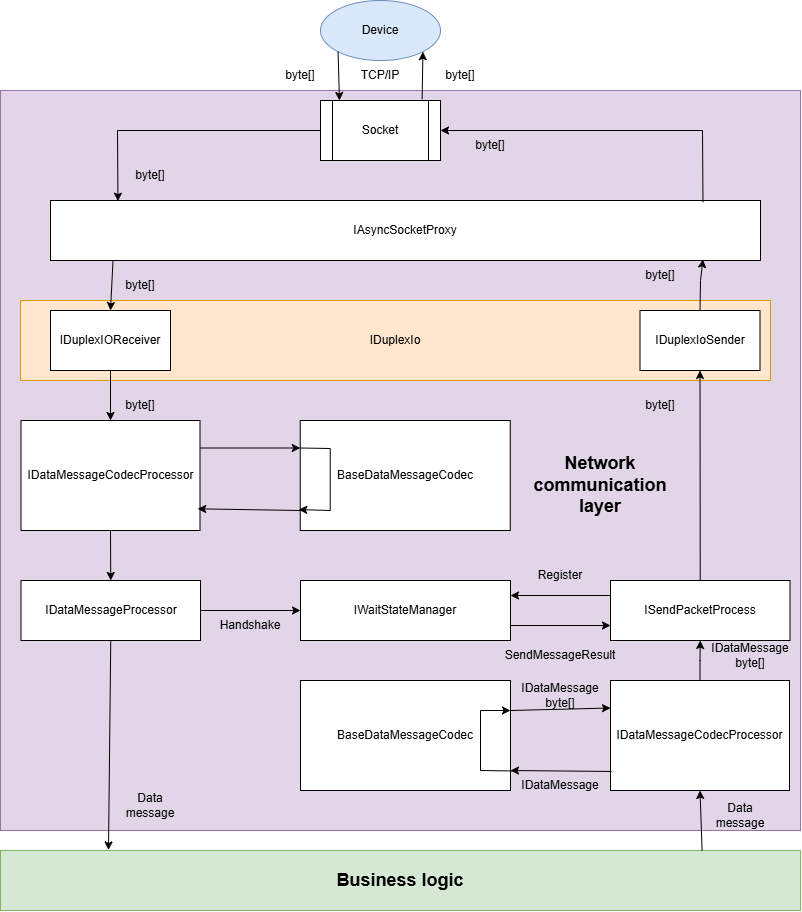 Device
byte[]
TCP/IP
byte[]
Socket
byte[]
byte[]
IAsyncSocketProxy
byte[]
byte[]
IDuplexIOReceiver
IDuplexIo
IDuplexIoSender
byte[]
byte[]
IDataMessageCodecProcessor
BaseDataMessageCodec
Network
communication
layer
IDataMessageProcessor
Handshake
IWaitStateManager
Register
SendMessageResult
ISendPacketProcess
IDataMessage
byte[]
BaseDataMessageCodec
IDataMessage
byte[]
IDataMessage
IDataMessageCodecProcessor
Data
message
Data
message
Business logic